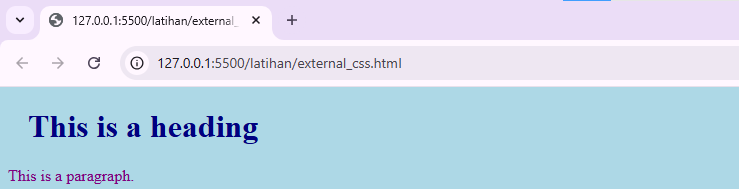 127.0.0.1:5500/latihan/external_
127.0.0.1:5500/latihan/external_css.html
This is a heading
This is a paragraph.